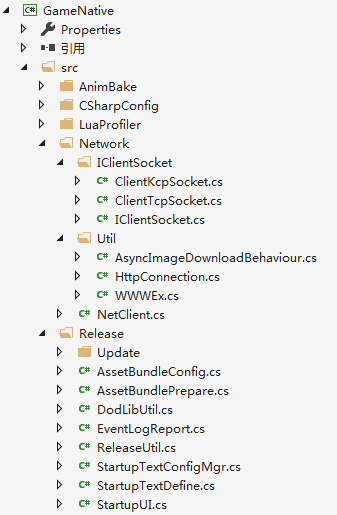 GameNative
Properties
引用
src
AnimBake
CSharpConfig
LuaProfiler
Network
IClientSocket
ClientKcpSocket.cs
ClientTcpSocket.cs
IClientSocket.cs
Util
AsyncImageDownloadBehaviour.cs
HttpConnection.cs
WWWEx.cs
NetClient.cs
Release
Update
AssetBundleConfig.cs
AssetBundlePrepare.cs
DodLibUtil.cs
EventLogReport.cs
ReleaseUtil.cs
StartupTextConfigMgr.cs
StartupTextDefine.cs
StartupUI.cs